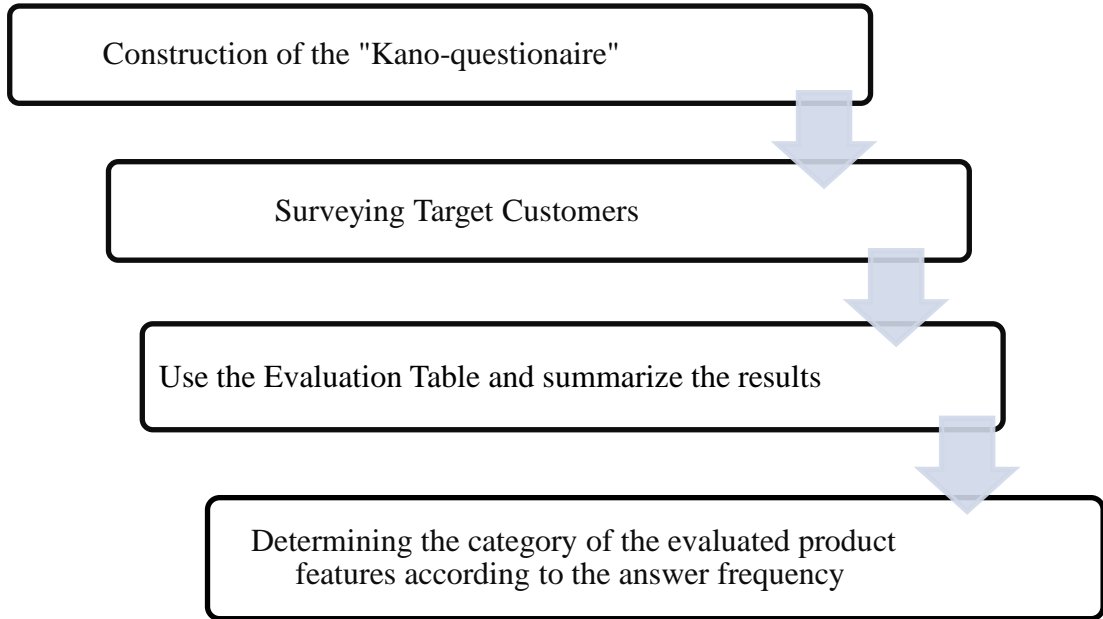 Construction of the "Kano-questionaire"
Surveying Target Customers
Use the Evaluation Table and summarize the results
Determining the category of the evaluated product
features according to the answer frequency